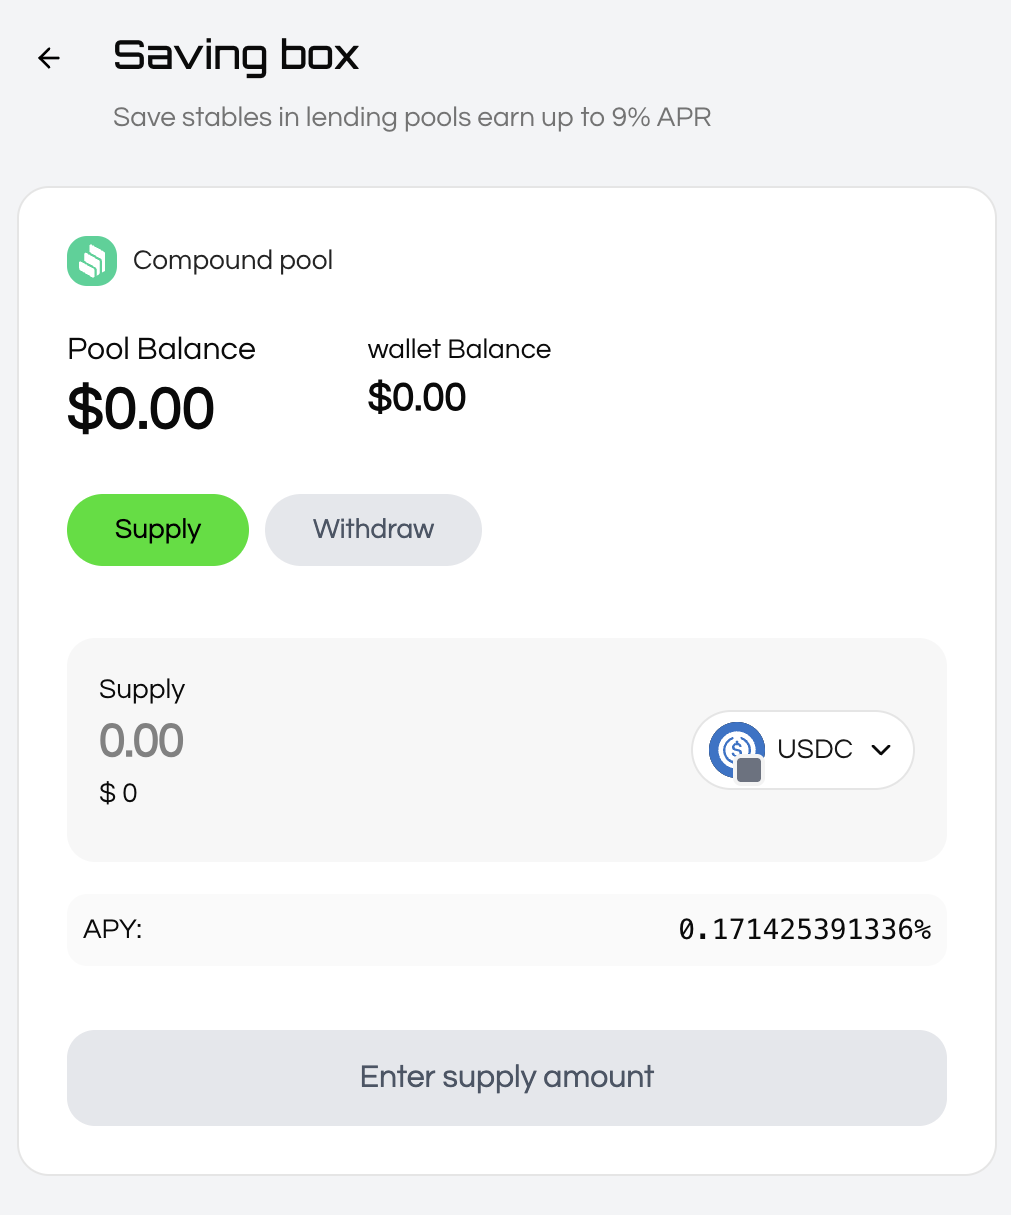 Saving box
Save stables in lending pools earn up to 9% APR
Compound pool
Pool Balance
$0.00
wallet Balance
$0.00
Supply
Withdraw
Supply
0.00
$ 0
USDC
APY:
0.171425391336%
Enter supply amount